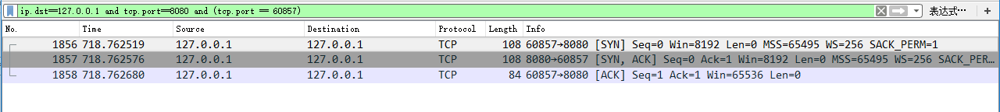 ip.dst==127.0.0.1 and tcp.port==8080 and (tcp.port == 60857) 表达式… +
No. Time Source Destination Protocol Length Info
1856 718.762519 127.0.0.1 127.0.0.1 TCP 108 60857→8080 [SYN] Seq=0 Win=8192 Len=0 MSS=65495 WS=256 SACK_PERM=1
1857 718.762576 127.0.0.1 127.0.0.1 TCP 108 8080→60857 [SYN, ACK] Seq=0 Ack=1 Win=8192 Len=0 MSS=65495 WS=256 SACK_PER…
1858 718.762680 127.0.0.1 127.0.0.1 TCP 84 60857→8080 [ACK] Seq=1 Ack=1 Win=65536 Len=0